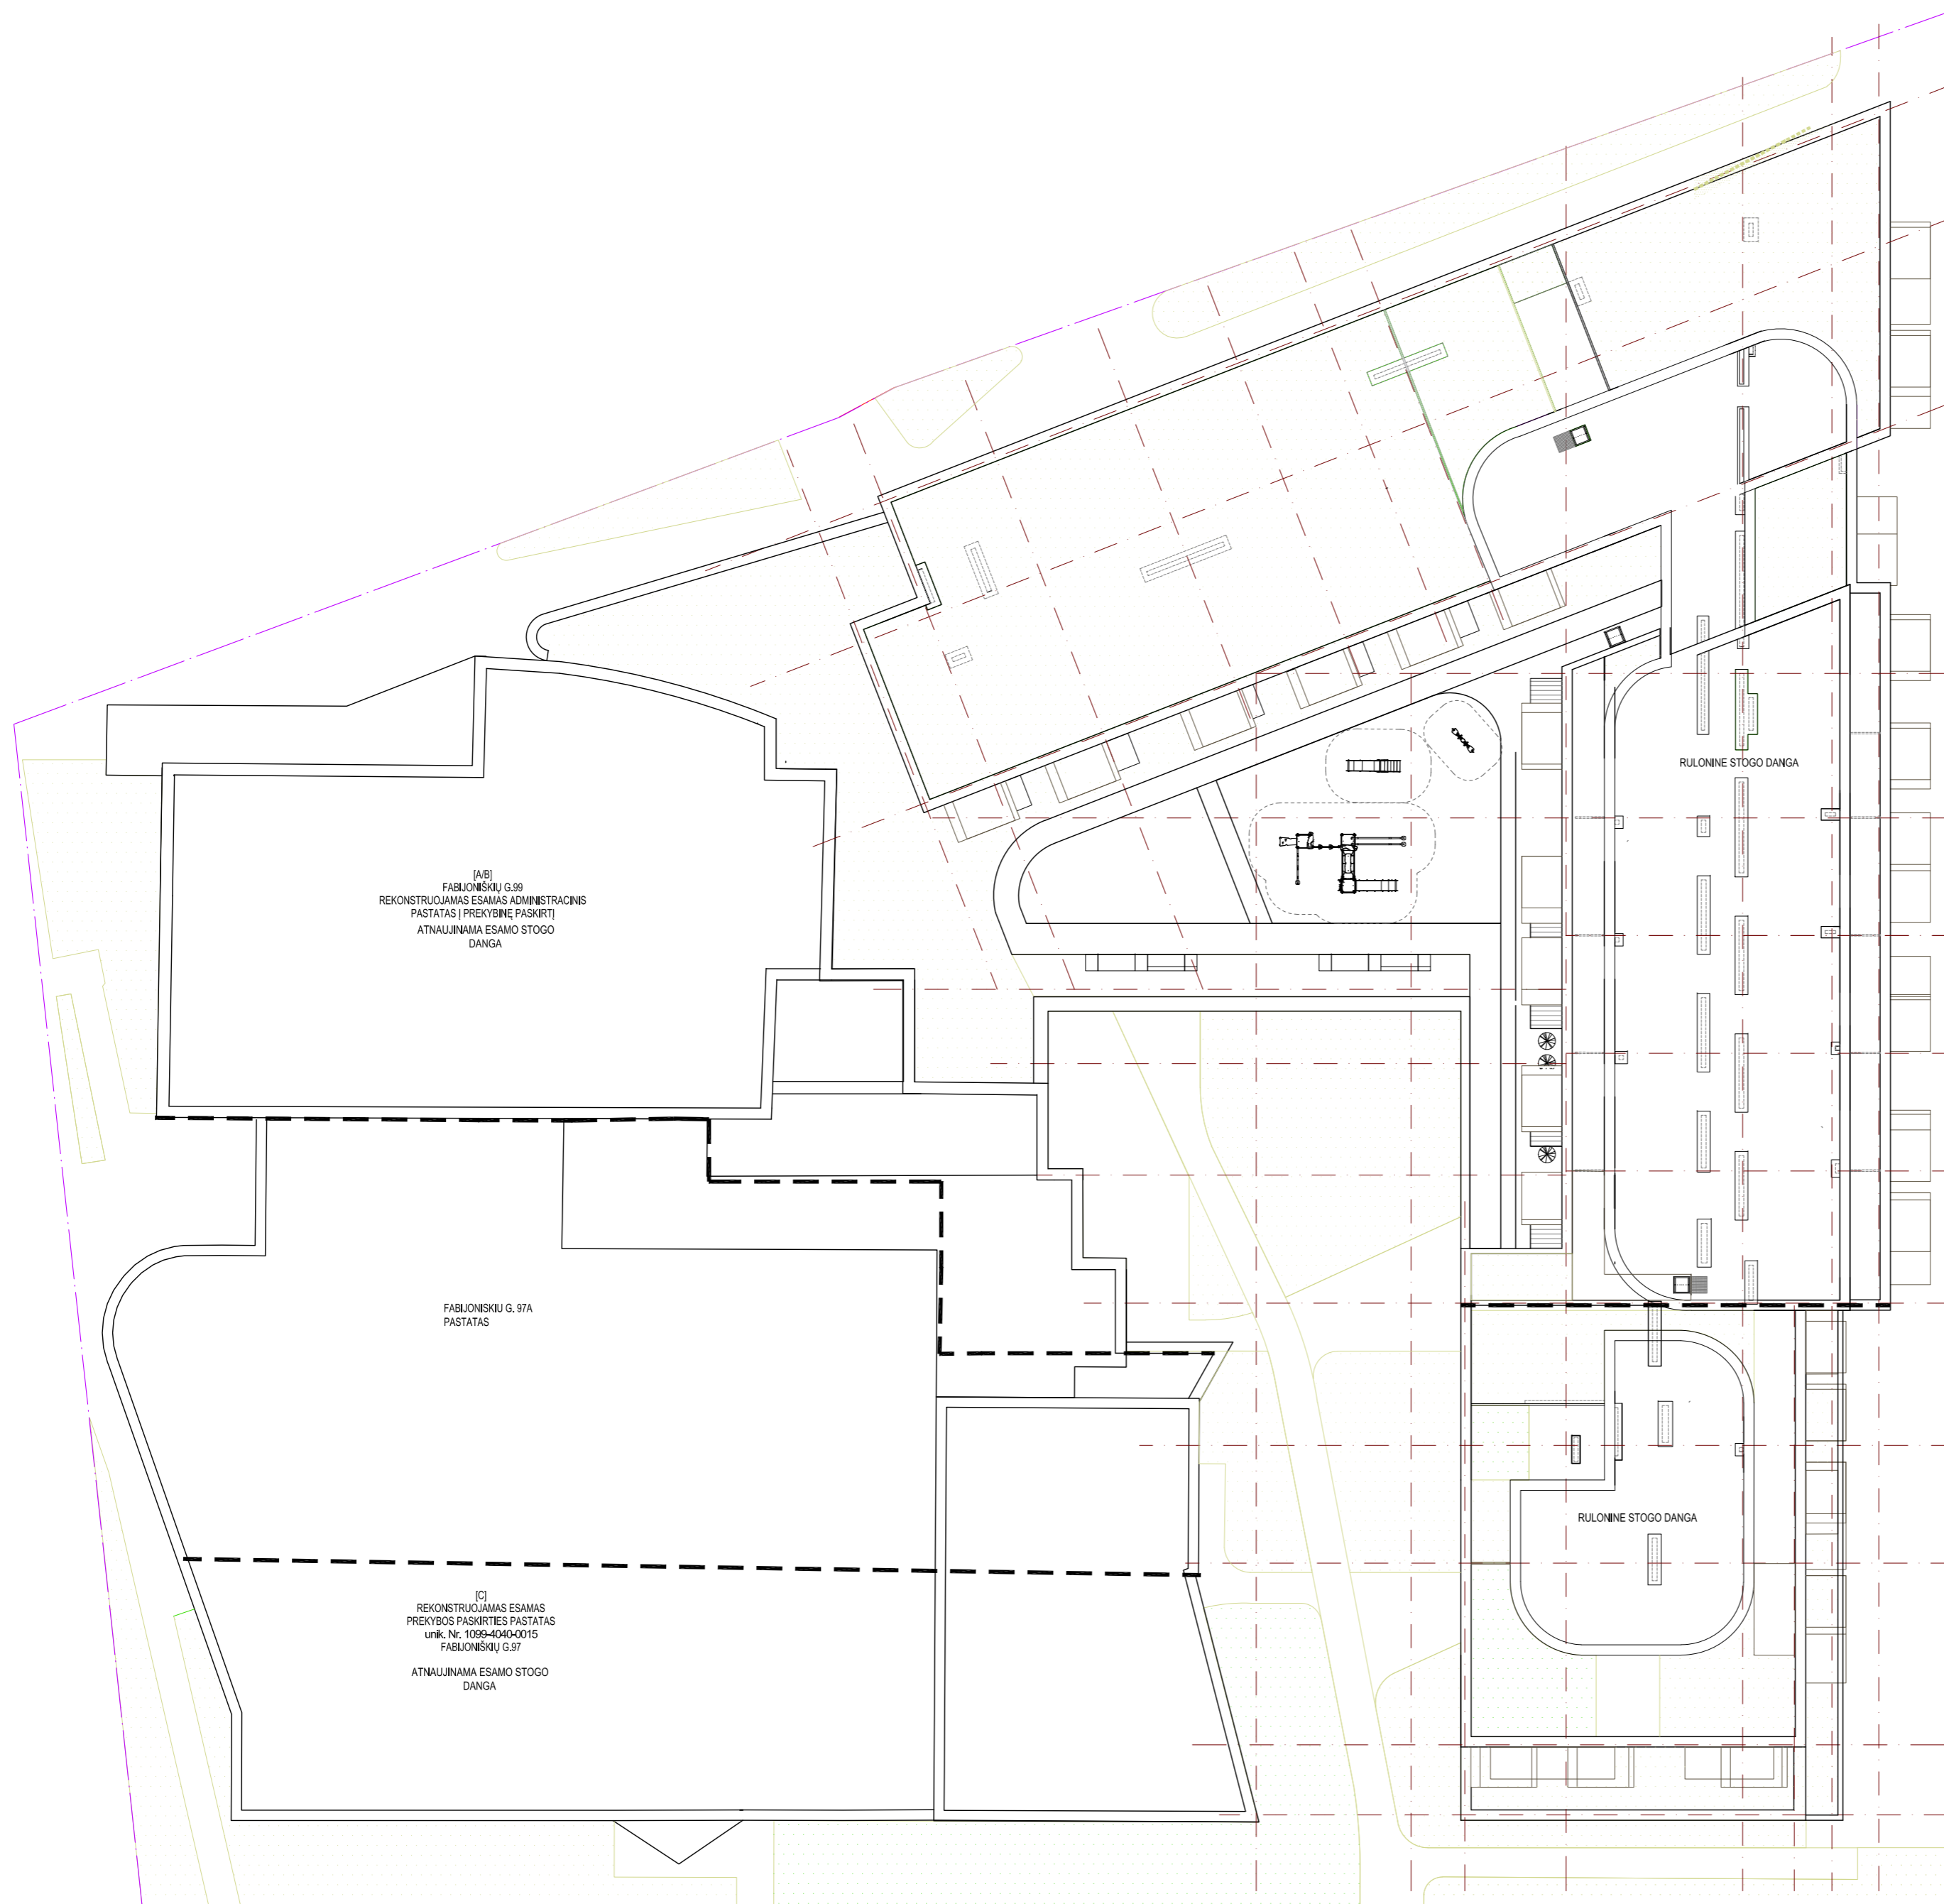 RULONINE STOGO DANGA
[A/B]
FABIJONIŠKIŲ G.99
REKONSTRUOJAMAS ESAMAS ADMINISTRACINIS
PASTATAS Į PREKYBINĘ PASKIRTĮ
ATNAUJINAMA ESAMO STOGO
DANGA
FABIJONISKIU G. 97A
PASTATAS
RULONINE STOGO DANGA
[C]
REKONSTRUOJAMAS ESAMAS
PREKYBOS PASKIRTIES PASTATAS
unik. Nr. 1099-4040-0015
FABIJONIŠKIŲ G.97
ATNAUJINAMA ESAMO STOGO
DANGA